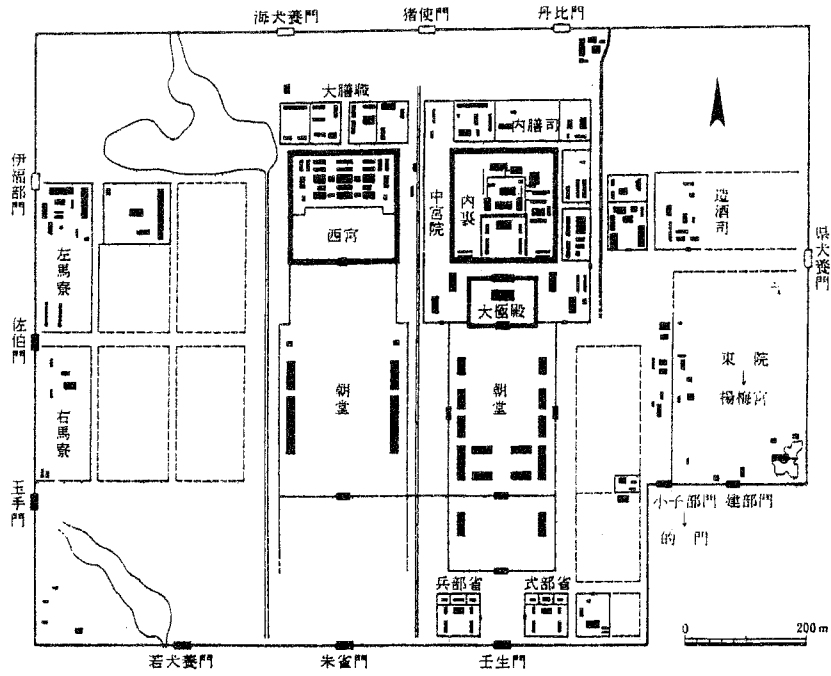 海犬養門
猪使門
丹比門
大膳職
内膳司
伊福部門
左馬寮
西宮
中宮院
内裏
造酒司
県犬養門
大極殿
佐伯門
右馬寮
朝堂
朝堂
東院
↓
楊梅宮
玉手門
小子部門
↓
的門
建部門
兵部省
式部省
0 200m
若犬養門
朱雀門
壬生門